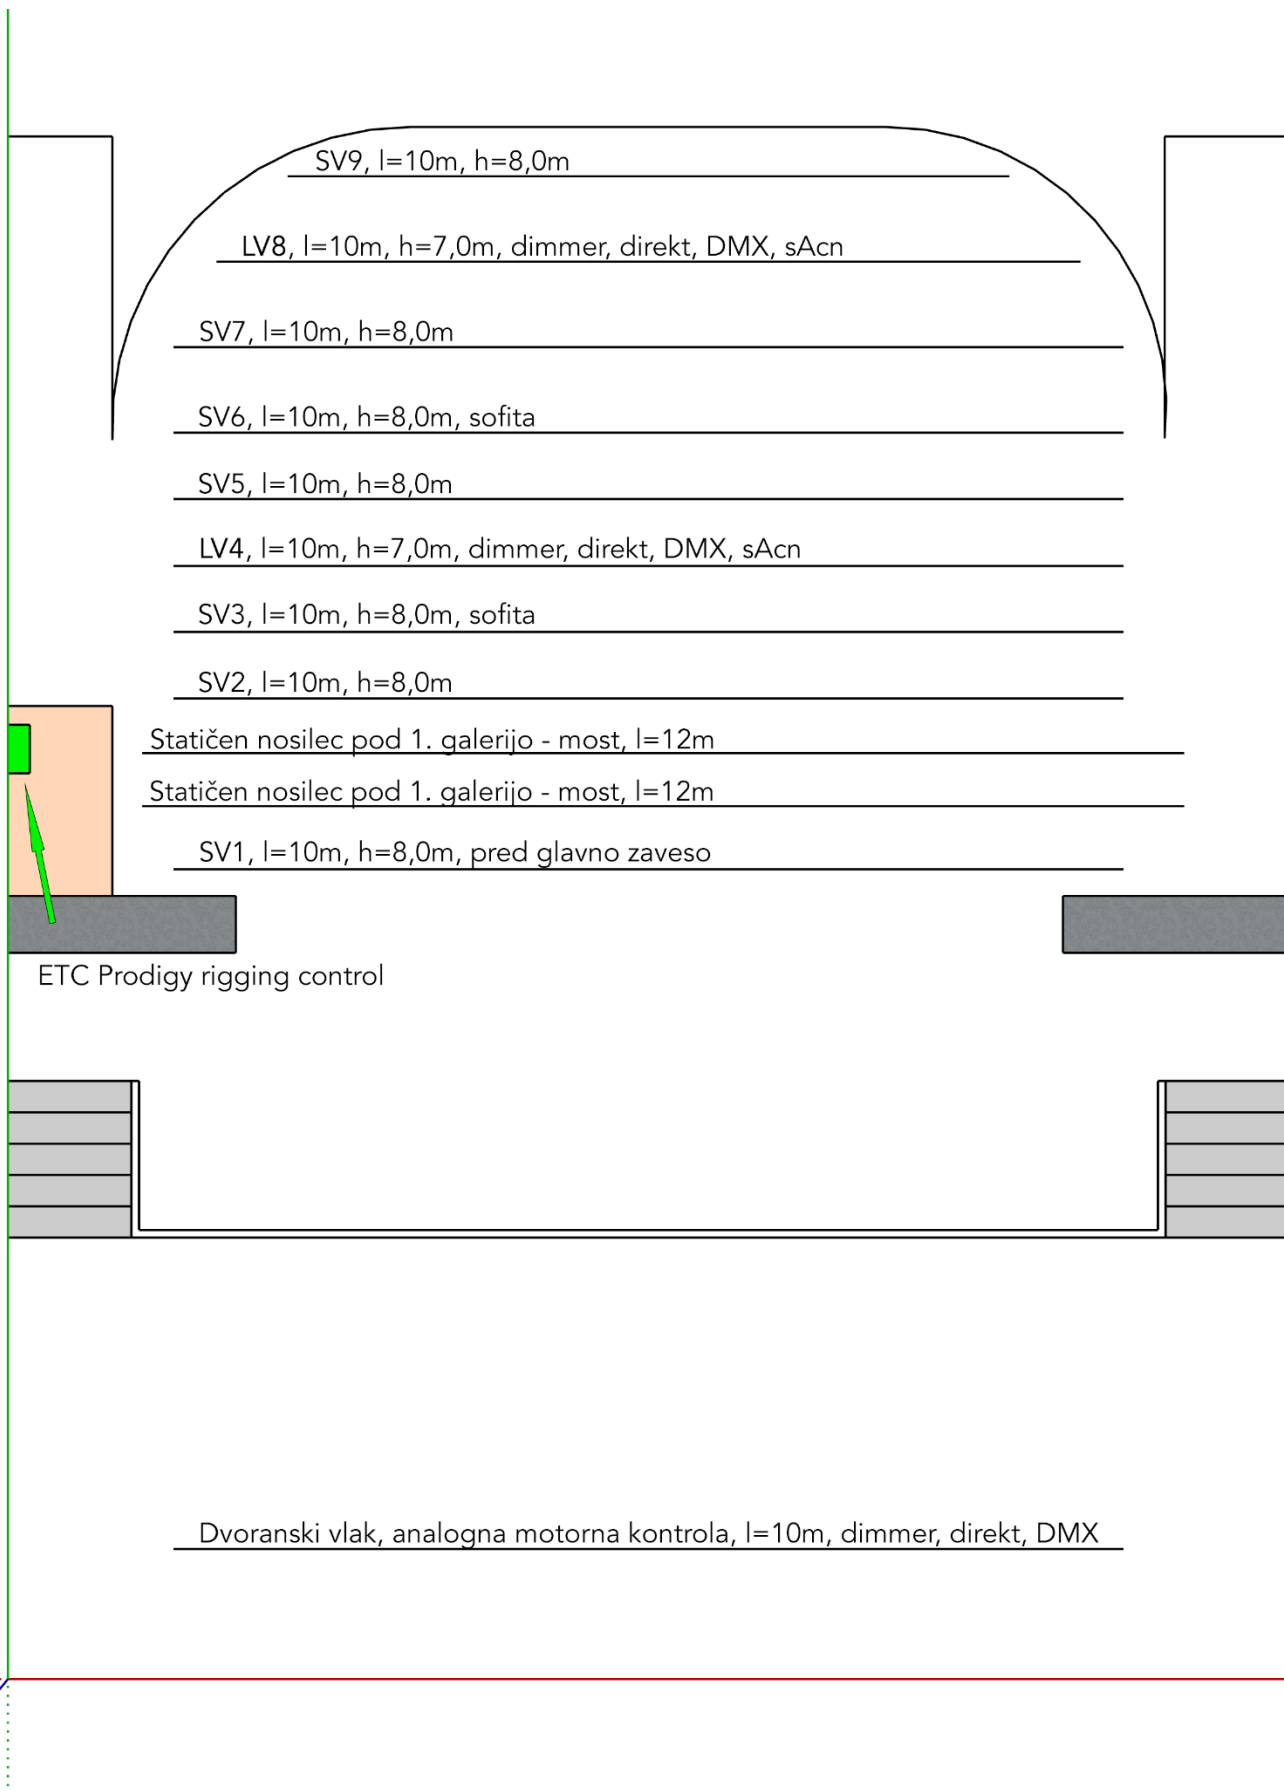 SV9, l=10m, h=8,0m
LV8, l=10m, h=7,0m, dimmer, direkt, DMX, sAcn
SV7, l=10m, h=8,0m
SV6, l=10m, h=8,0m, sofita
SV5, l=10m, h=8,0m
LV4, l=10m, h=7,0m, dimmer, direkt, DMX, sAcn
SV3, l=10m, h=8,0m, sofita
SV2, l=10m, h=8,0m
Statičen nosilec pod 1. galerijo - most, l=12m
Statičen nosilec pod 1. galerijo - most, l=12m
SV1, l=10m, h=8,0m, pred glavno zaveso
ETC Prodigy rigging control
Dvoranski vlak, analogna motorna kontrola, l=10m, dimmer, direkt, DMX